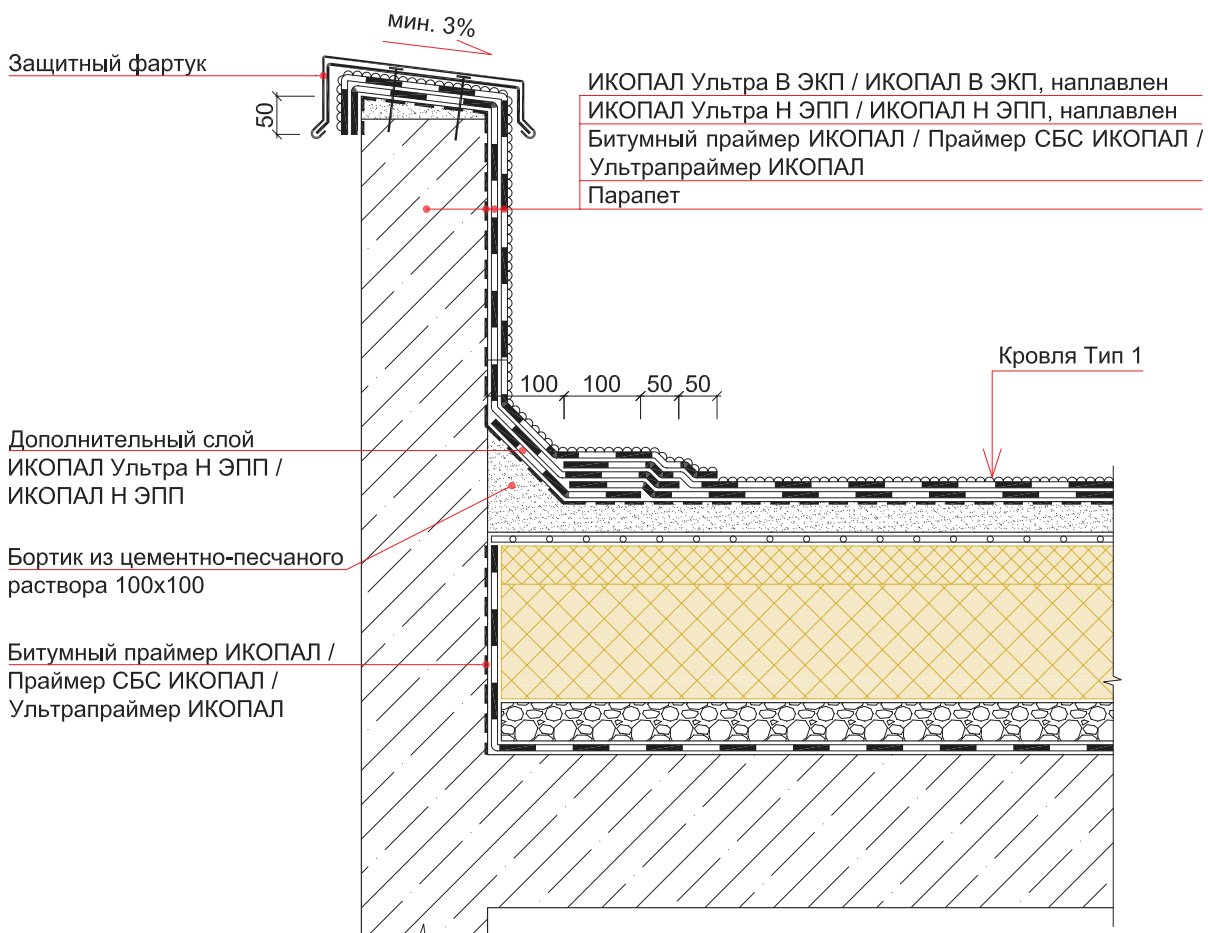 мин. 3%
Защитный фартук
50
ИКОПАЛ Ультра В ЭКП / ИКОПАЛ В ЭКП, наплавлен
ИКОПАЛ Ультра Н ЭПП / ИКОПАЛ Н ЭПП, наплавлен
Битумный праймер ИКОПАЛ / Праймер СБС ИКОПАЛ /
Ультрапраймер ИКОПАЛ
Парапет
Кровля Тип 1
100 100 50 50
Дополнительный слой
ИКОПАЛ Ультра Н ЭПП /
ИКОПАЛ Н ЭПП
Бортик из цементно-песчаного
раствора 100х100
Битумный праймер ИКОПАЛ /
Праймер СБС ИКОПАЛ /
Ультрапраймер ИКОПАЛ